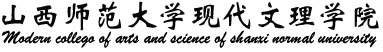 山西师范大学现代文理学院
Modern collego of arts and science of shanxi normal university